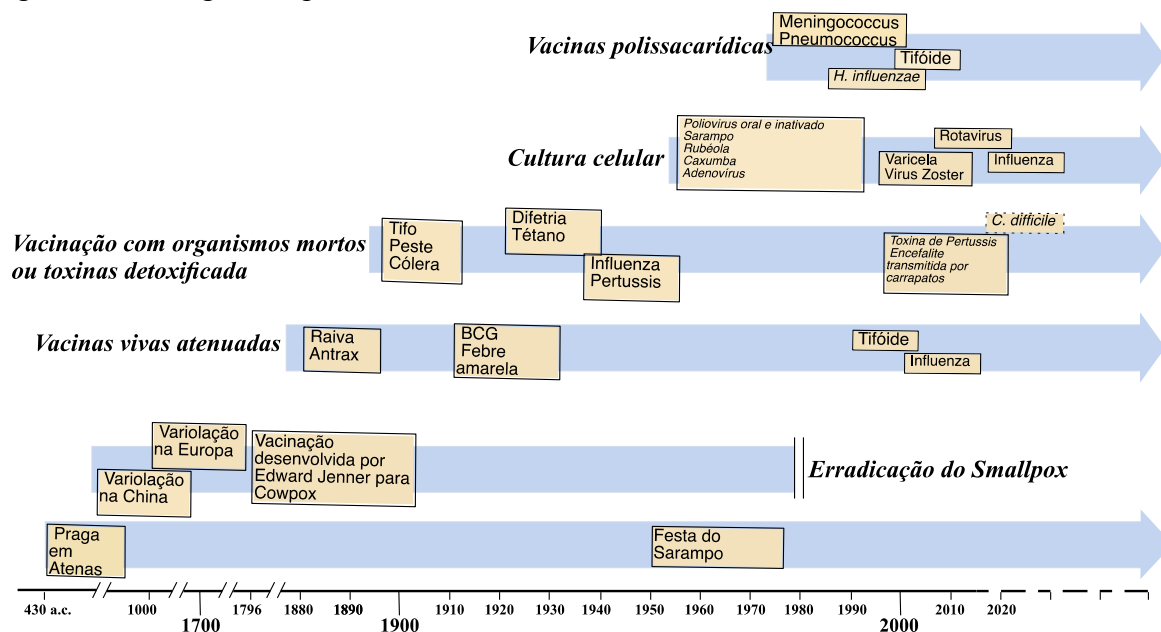 Vacinas polissacarídicas
Meningococcus
Pneumococcus
Tifóide
H. influenzae
Cultura celular
Poliovirus oral e inativado
Sarampo
Rubéola
Caxumba
Adenovírus
Rotavirus
Varicela
Virus Zoster
Influenza
Vacinação com organismos mortos
ou toxinas detoxificada
Tifo
Peste
Cólera
Difetria
Tétano
Influenza
Pertussis
C. difficile
Toxina de Pertussis
Encefalite
transmitida por
carrapatos
Vacinas vivas atenuadas
Raiva
Antrax
BCG
Febre
amarela
Tifóide
Influenza
Variolação
na Europa
Variolação
na China
Vacinação
desenvolvida por
Edward Jenner para
Cowpox
Erradicação do Smallpox
Praga
em
Atenas
Festa do
Sarampo
430 a.c. 1000 1700 1796 1880 1890 1900 1910 1920 1930 1940 1950 1960 1970 1980 1990 2000 2010 2020